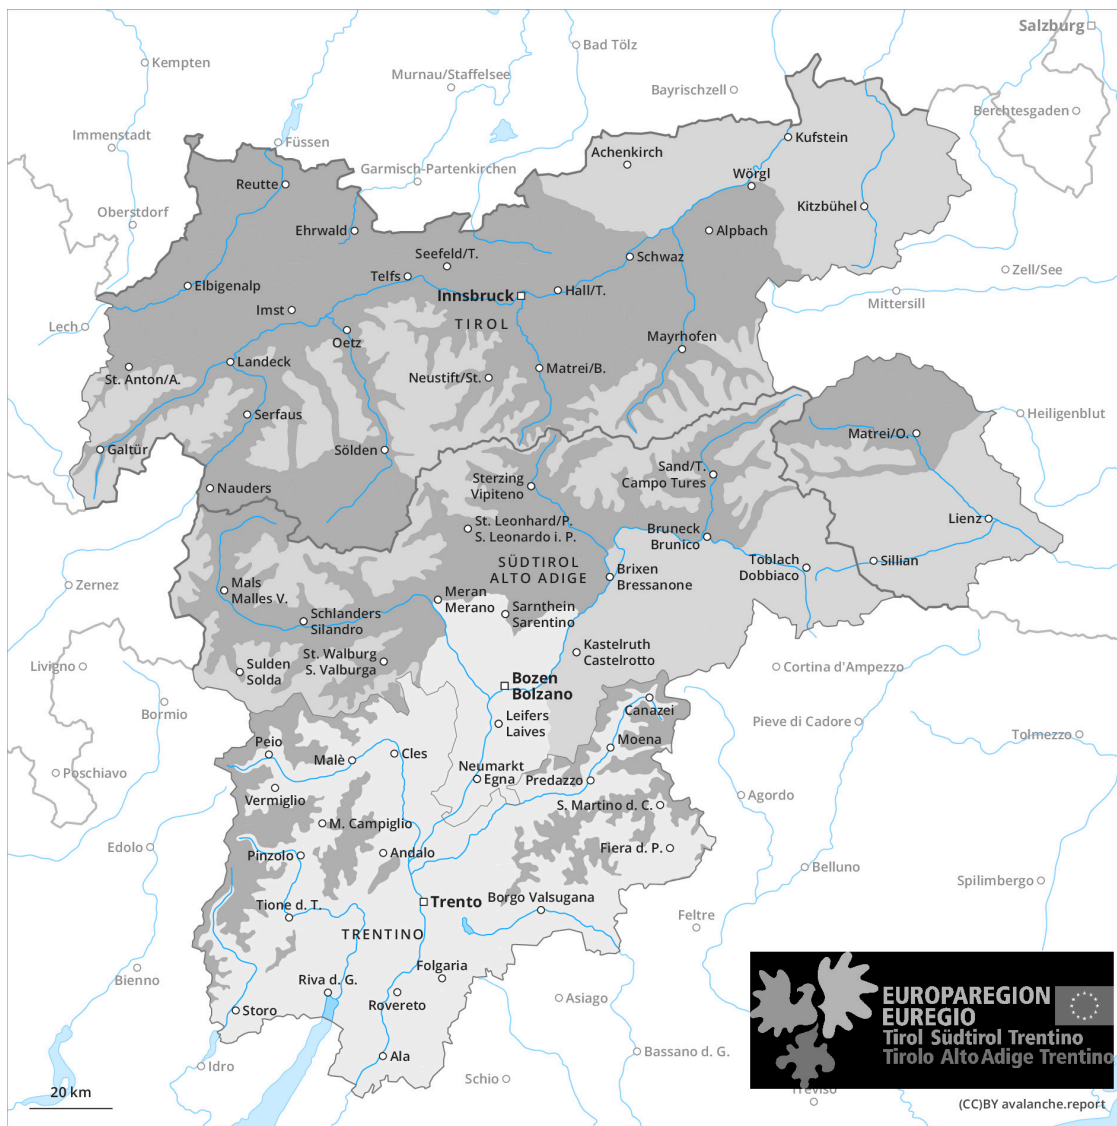 Salzburg
Bad Tölz
Kempten
Murnau/Staffelsee
Bayrischzell
Berchtesgaden
Immenstadt
Füssen
Kufstein
Achenkirch
Garmisch-Partenkirchen
Wörgl
Reutte
Kitzbühel
Oberstdorf
Ehrwald
Alpbach
Seefeld/T.
Schwaz
Telfs
Zell/See
Elbigenalp
Hall/T.
Innsbruck
Mittersill
Imst
TIROL
Lech
Oetz
Mayrhofen
Landeck
Matrei/B.
St. Anton/A.
Neustift/St.
Serfaus
Heiligenblut
Matrei/O.
Galtür
Sölden
Sand/T.
Campo Tures
Sterzing
Vipiteno
Nauders
Lienz
St. Leonhard/P.
S. Leonardo i. P.
Bruneck
Brunico
SÜDTIROL
ALTO ADIGE
Toblach
Dobbiaco
Sillian
Brixen
Bressanone
Zernez
Mals
Malles V.
Meran
Merano
Sarnthein
Sarentino
Schlanders
Silandro
Kastelruth
Castelrotto
St. Walburg
S. Valburga
Livigno
Sulden
Solda
Cortina d'Ampezzo
Bozen
Bolzano
Canazei
Bormio
Leifers
Laives
Pieve di Cadore
Tolmezzo
Peio
Moena
Malè
Cles
Neumarkt
Egna
Predazzo
Poschiavo
Vermiglio
Agordo
S. Martino d. C.
M. Campiglio
Edolo
Fiera d. P.
Pinzolo
Andalo
Belluno
Spilimbergo
Borgo Valsugana
Trento
Tione d. T.
Feltre
TRENTINO
Folgaria
Bienno
Riva d. G.
Rovereto
Asiago
Storo
EUROPAREGION
EUREGIO
Tirol Südtirol Trentino
Tirolo Alto Adige Trentino
Ala
Bassano d. G.
Idro
Schio
Treviso
20 km
(CC)BY avalanche.report